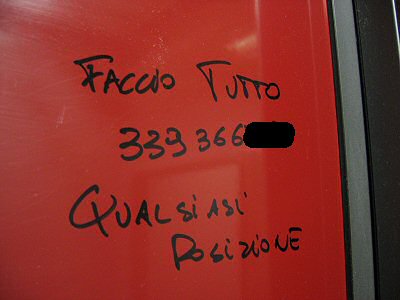 FACCIO TUTTO
339 366
QUALSIASI
POSIZIONE